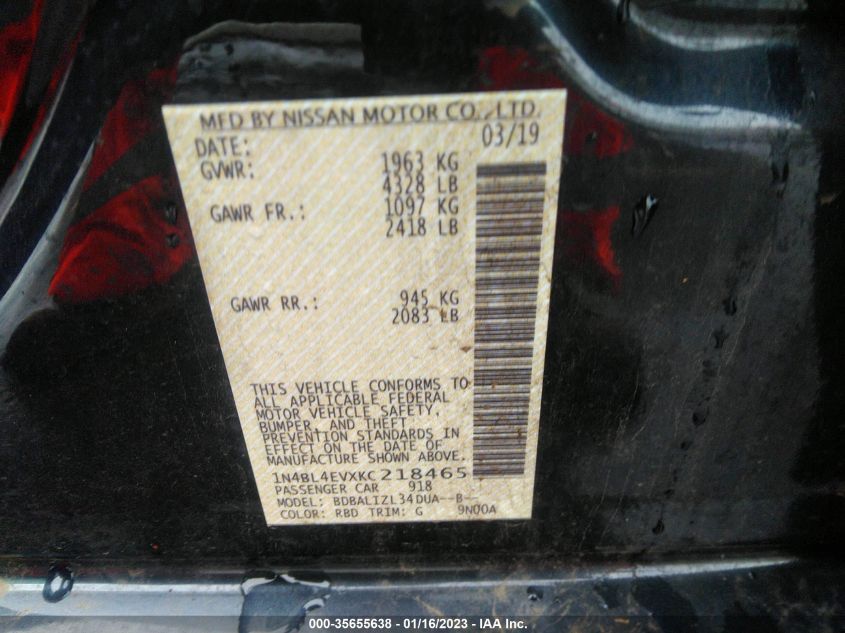 MFD BY NISSAN MOTOR CO., LTD.
DATE: 03/19
GVWR: 1963 KG
4328 LB
GAWR FR.: 1097 KG
2418 LB
GAWR RR.: 945 KG
2083 LB
THIS VEHICLE CONFORMS TO
ALL APPLICABLE FEDERAL
MOTOR VEHICLE SAFETY,
BUMPER, AND THEFT
PREVENTION STANDARDS IN
EFFECT ON THE DATE OF
MANUFACTURE SHOWN ABOVE.
1N4BL4EVXKC218465
PASSENGER CAR 918
MODEL: BDBALIZL34DUA--B--
COLOR: RBD TRIM: G 9N00A
000-35655638 - 01/16/2023 - IAA Inc.